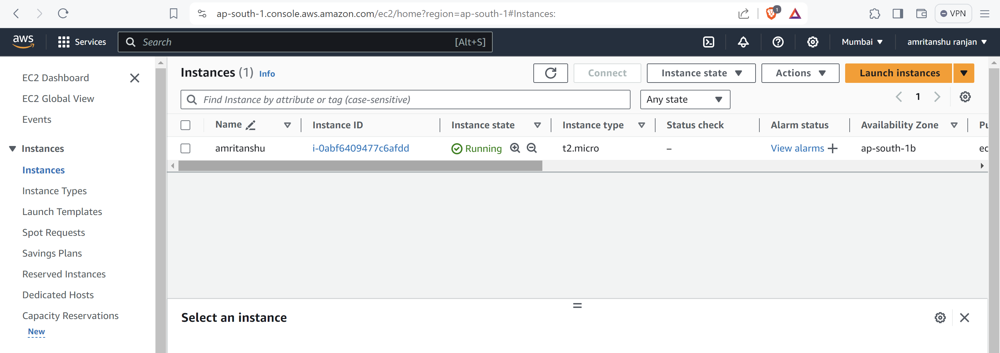 ap-south-1.console.aws.amazon.com/ec2/home?region=ap-south-1#Instances:
1
VPN
aws
Services
Search
[Alt+S]
Mumbai
amritanshu ranjan
EC2 Dashboard
EC2 Global View
Events
Instances
Instances
Instance Types
Launch Templates
Spot Requests
Savings Plans
Reserved Instances
Dedicated Hosts
Capacity Reservations
New
Instances (1) Info
Connect
Instance state
Actions
Launch instances
Find Instance by attribute or tag (case-sensitive)
Any state
1
Name Instance ID Instance state Instance type Status check Alarm status Availability Zone
amritanshu i-0abf6409477c6afdd Running t2.micro – View alarms + ap-south-1b
Select an instance